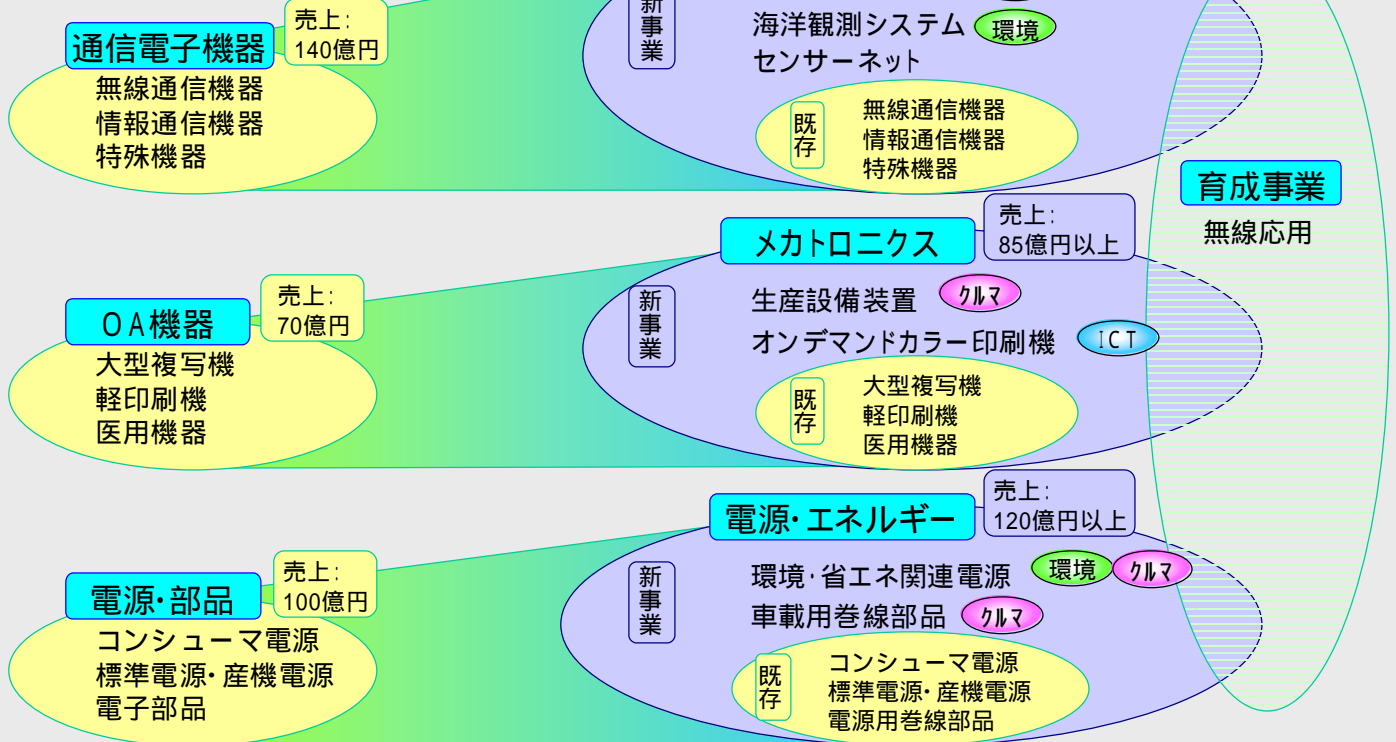 新事業
海洋観測システム 環境
センサーネット
売上:
140億円
通信電子機器
無線通信機器
情報通信機器
特殊機器
既存
無線通信機器
情報通信機器
特殊機器
育成事業
無線応用
メカトロニクス
売上:
85億円以上
新事業
生産設備装置 クルマ
オンデマンドカラー印刷機 ICT
既存
大型複写機
軽印刷機
医用機器
売上:
70億円
OA機器
大型複写機
軽印刷機
医用機器
電源・エネルギー
売上:
120億円以上
新事業
環境・省エネ関連電源 環境 クルマ
車載用巻線部品 クルマ
既存
コンシューマ電源
標準電源・産機電源
電源用巻線部品
売上:
100億円
電源・部品
コンシューマ電源
標準電源・産機電源
電子部品